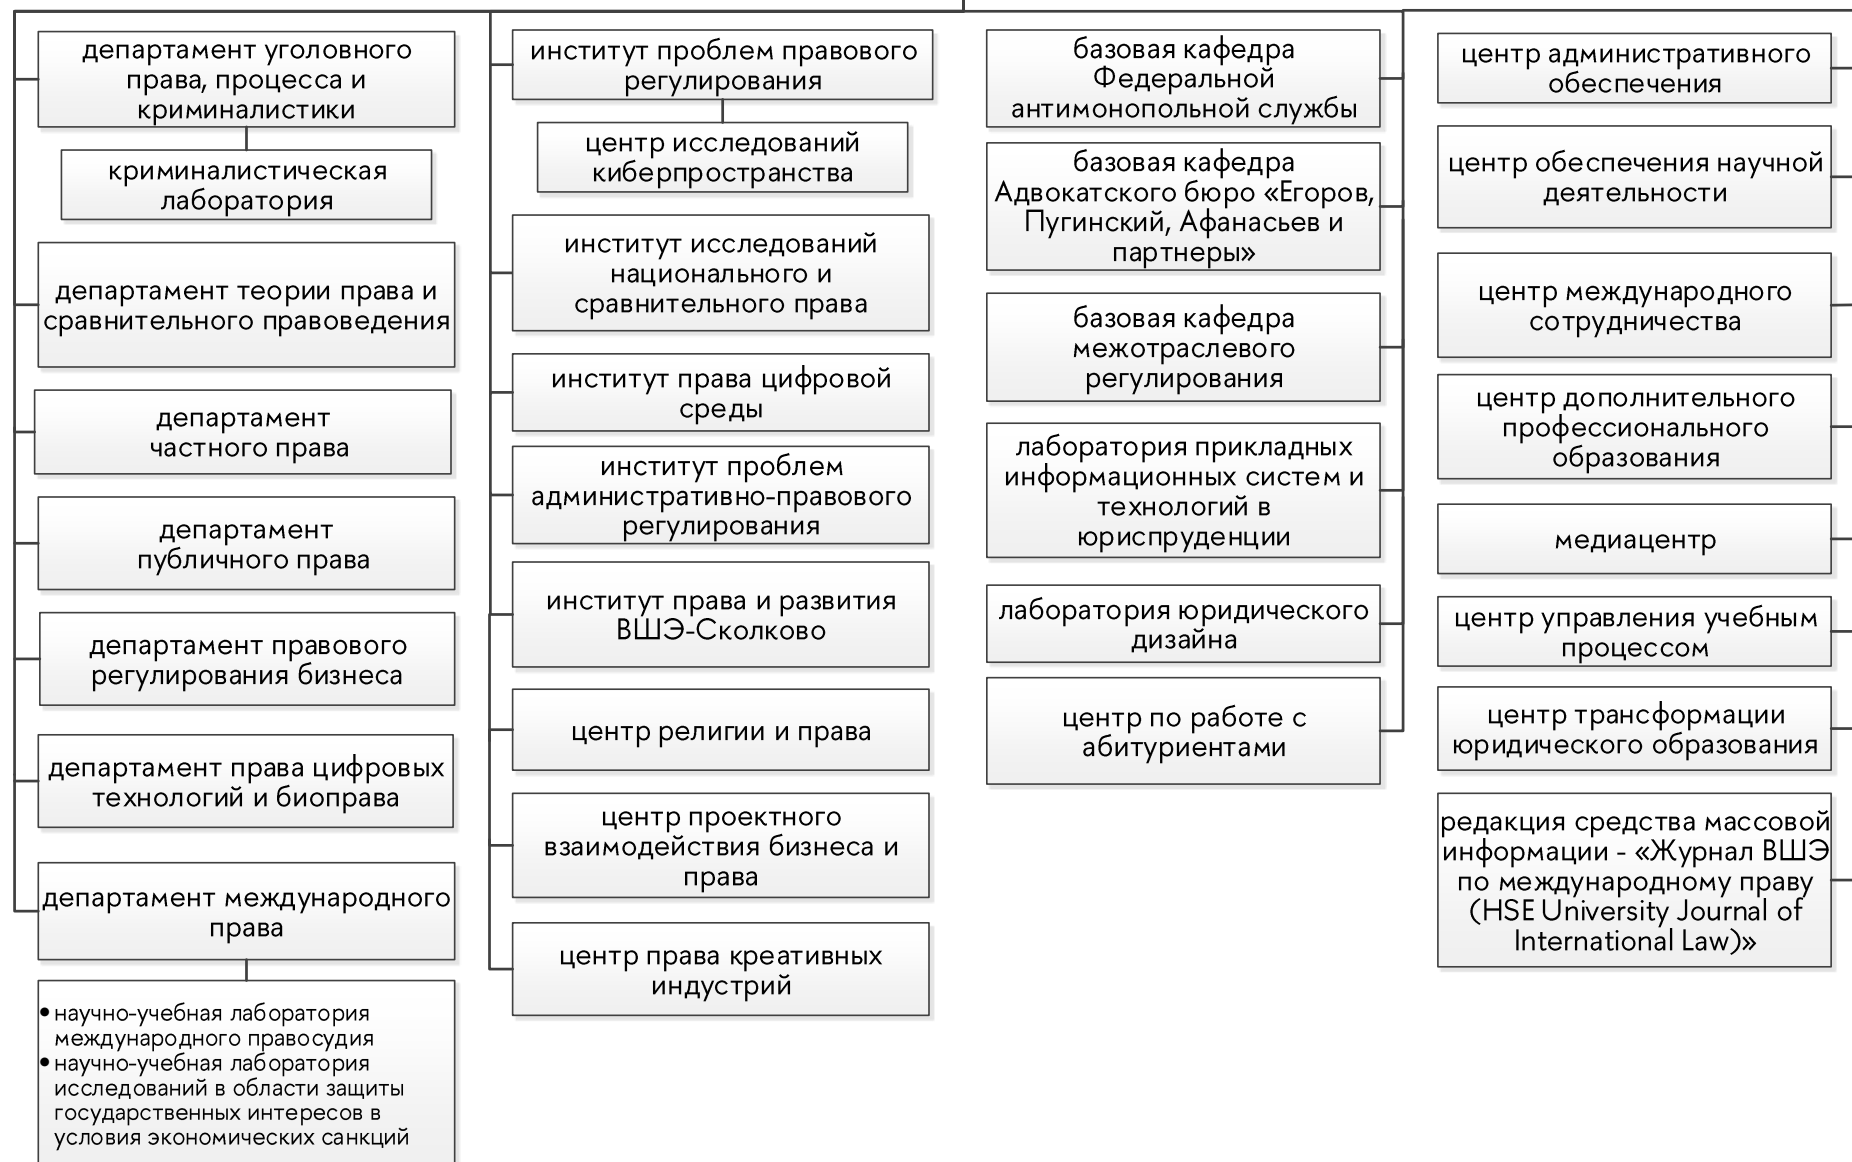 департамент уголовного
права, процесса и
криминалистики
криминалистическая
лаборатория
департамент теории права и
сравнительного правоведения
департамент
частного права
департамент
публичного права
департамент правового
регулирования бизнеса
департамент права цифровых
технологий и биоправа
департамент международного
права
• научно-учебная лаборатория
международного правосудия
• научно-учебная лаборатория
исследований в области защиты
государственных интересов в
условия экономических санкций
институт проблем правового
регулирования
центр исследований
киберпространства
институт исследований
национального и
сравнительного права
институт права цифровой
среды
институт проблем
административно-правового
регулирования
институт права и развития
ВШЭ-Сколково
центр религии и права
центр проектного
взаимодействия бизнеса и
права
центр права креативных
индустрий
базовая кафедра
Федеральной
антимонопольной службы
базовая кафедра
Адвокатского бюро «Егоров,
Пугинский, Афанасьев и
партнеры»
базовая кафедра
межотраслевого
регулирования
лаборатория прикладных
информационных систем и
технологий в
юриспруденции
лаборатория юридического
дизайна
центр по работе с
абитуриентами
центр административного
обеспечения
центр обеспечения научной
деятельности
центр международного
сотрудничества
центр дополнительного
профессионального
образования
медиацентр
центр управления учебным
процессом
центр трансформации
юридического образования
редакция средства массовой
информации - «Журнал ВШЭ
по международному праву
(HSE University Journal of
International Law)»